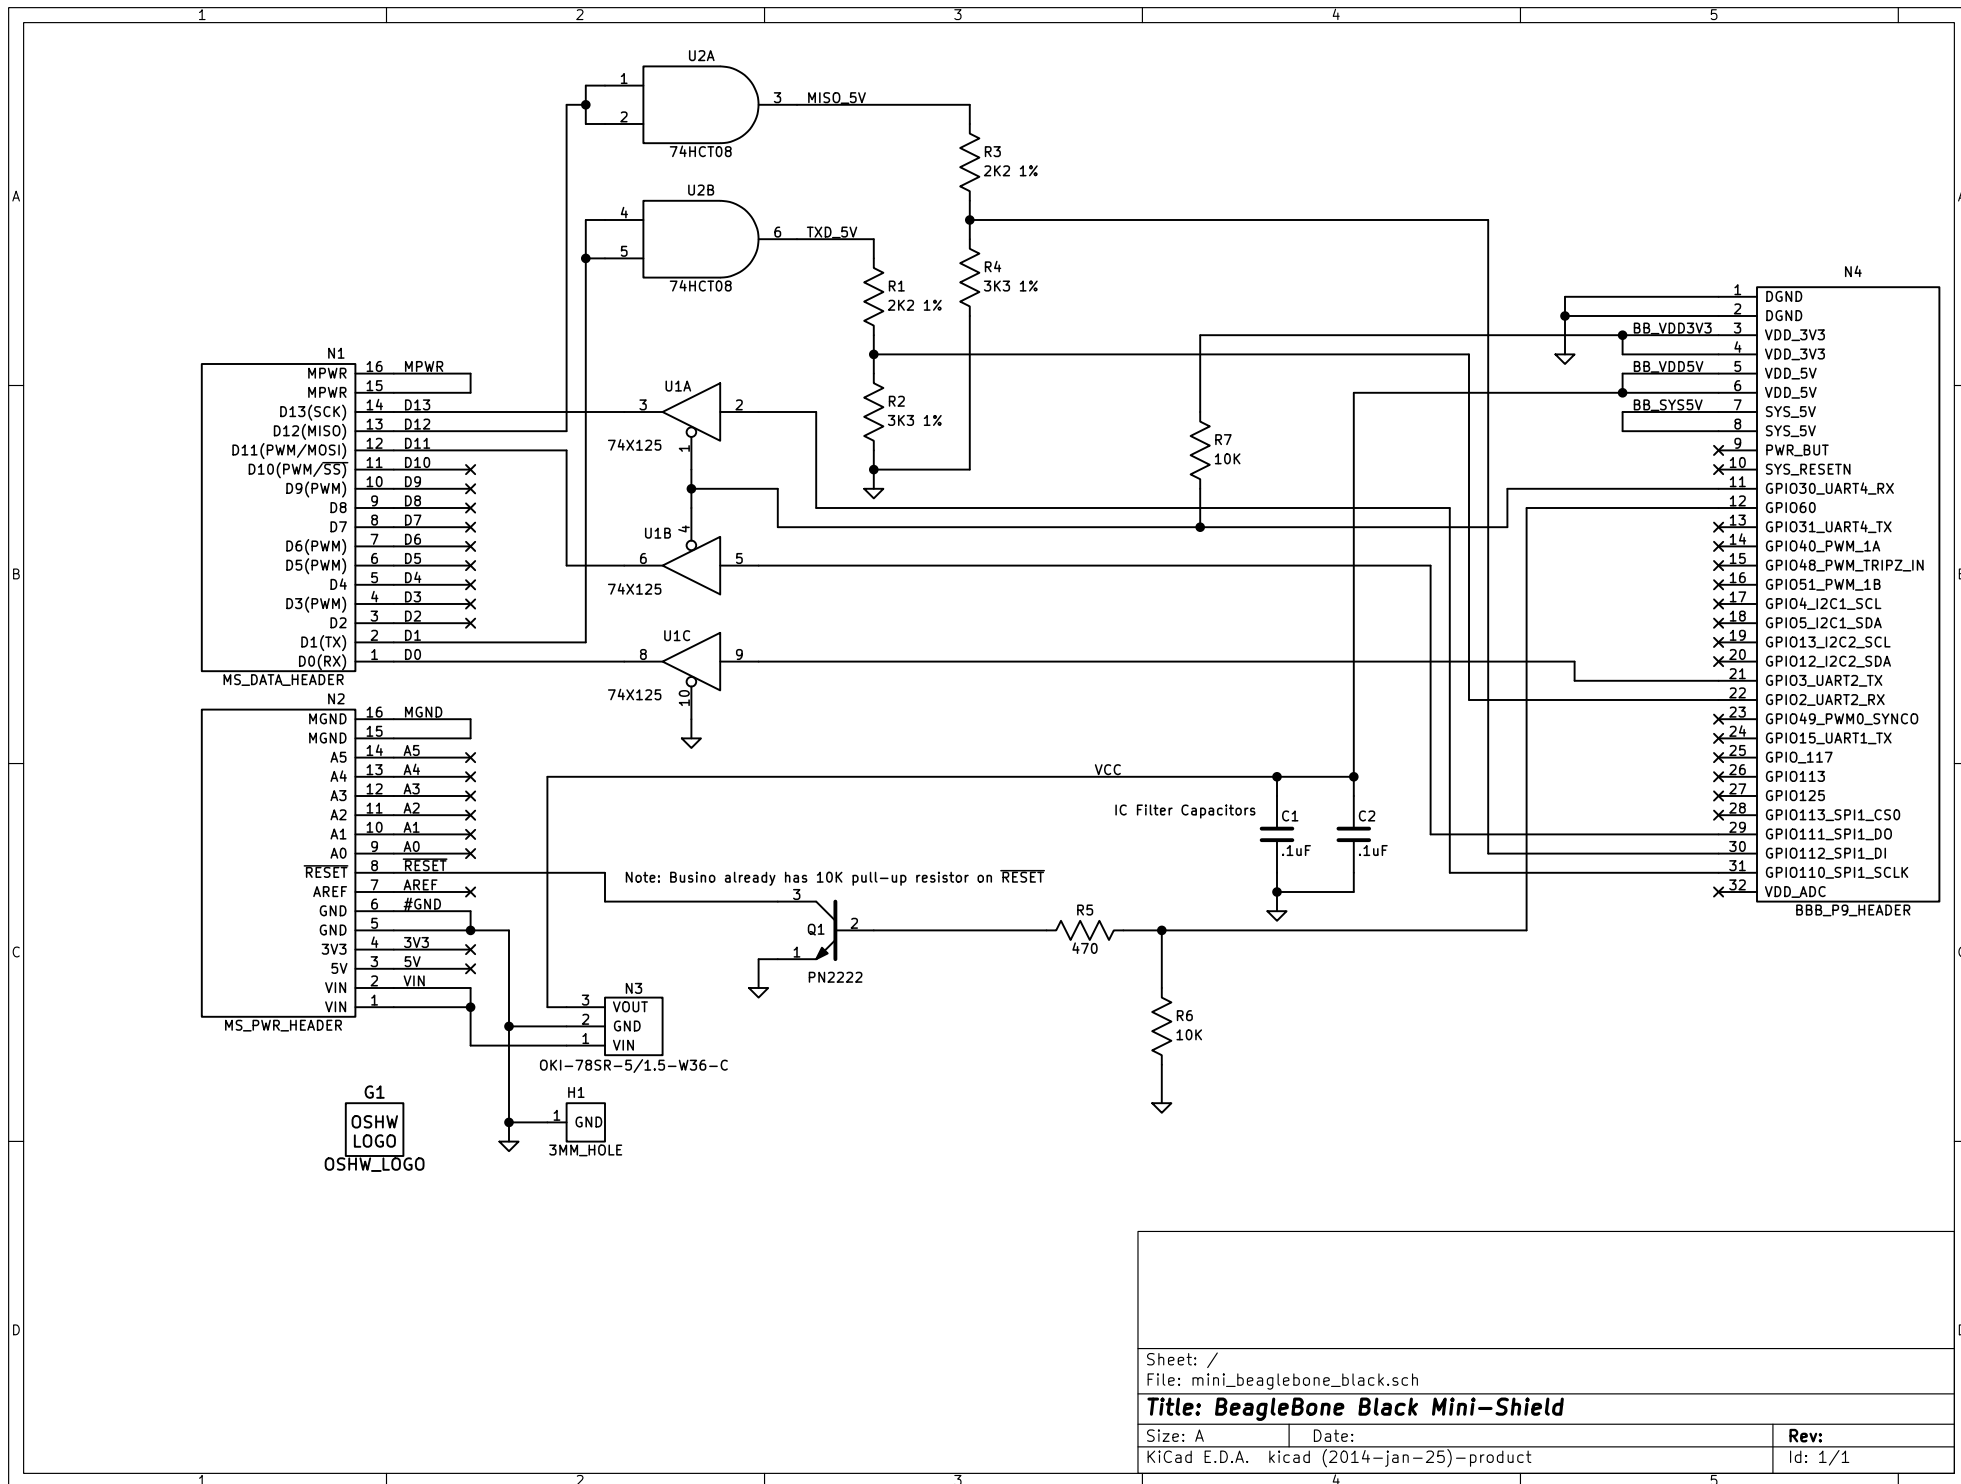 1 2 3 4 5
A
B
C
D
U2A
1
2
3 MISO_5V
74HCT08
U2B
4
5
6 TXD_5V
74HCT08
R3
2K2 1%
R4
3K3 1%
R1
2K2 1%
R2
3K3 1%
N1
MPWR 16 MPWR
MPWR 15
D13(SCK) 14 D13
D12(MISO) 13 D12
D11(PWM/MOSI) 12 D11
D10(PWM/SS) 11 D10
D9(PWM) 10 D9
D8 9 D8
D7 8 D7
D6(PWM) 7 D6
D5(PWM) 6 D5
D4 5 D4
D3(PWM) 4 D3
D2 3 D2
D1(TX) 2 D1
D0(RX) 1 D0
MS_DATA_HEADER
U1A
3 2
1
74X125
U1B
4
6 5
74X125
U1C
8 9
10
74X125
R7
10K
N4
1 DGND
2 DGND
BB_VDD3V3 3 VDD_3V3
4 VDD_3V3
BB_VDD5V 5 VDD_5V
6 VDD_5V
BB_SYS5V 7 SYS_5V
8 SYS_5V
9 PWR_BUT
10 SYS_RESETN
11 GPIO30_UART4_RX
12 GPIO60
13 GPIO31_UART4_TX
14 GPIO40_PWM_1A
15 GPIO48_PWM_TRIPZ_IN
16 GPIO51_PWM_1B
17 GPIO4_I2C1_SCL
18 GPIO5_I2C1_SDA
19 GPIO13_I2C2_SCL
20 GPIO12_I2C2_SDA
21 GPIO3_UART2_TX
22 GPIO2_UART2_RX
23 GPIO49_PWM0_SYNCO
24 GPIO15_UART1_TX
25 GPIO_117
26 GPIO113
27 GPIO125
28 GPIO113_SPI1_CS0
29 GPIO111_SPI1_DO
30 GPIO112_SPI1_DI
31 GPIO110_SPI1_SCLK
32 VDD_ADC
BBB_P9_HEADER
N2
MGND 16 MGND
MGND 15
A5 14 A5
A4 13 A4
A3 12 A3
A2 11 A2
A1 10 A1
A0 9 A0
RESET 8 RESET
AREF 7 AREF
GND 6 #GND
GND 5
3V3 4 3V3
5V 3 5V
VIN 2 VIN
VIN 1
MS_PWR_HEADER
VCC
IC Filter Capacitors
C1
.1uF
C2
.1uF
Note: Busino already has 10K pull-up resistor on RESET
3
Q1 2
1
PN2222
R5
470
R6
10K
N3
3 VOUT
2 GND
1 VIN
OKI-78SR-5/1.5-W36-C
G1
OSHW
LOGO
OSHW_LOGO
H1
1 GND
3MM_HOLE
Sheet: /
File: mini_beaglebone_black.sch
Title: BeagleBone Black Mini-Shield
Size: A Date: Rev:
KiCad E.D.A. kicad (2014-jan-25)-product Id: 1/1
1 2 3 4 5